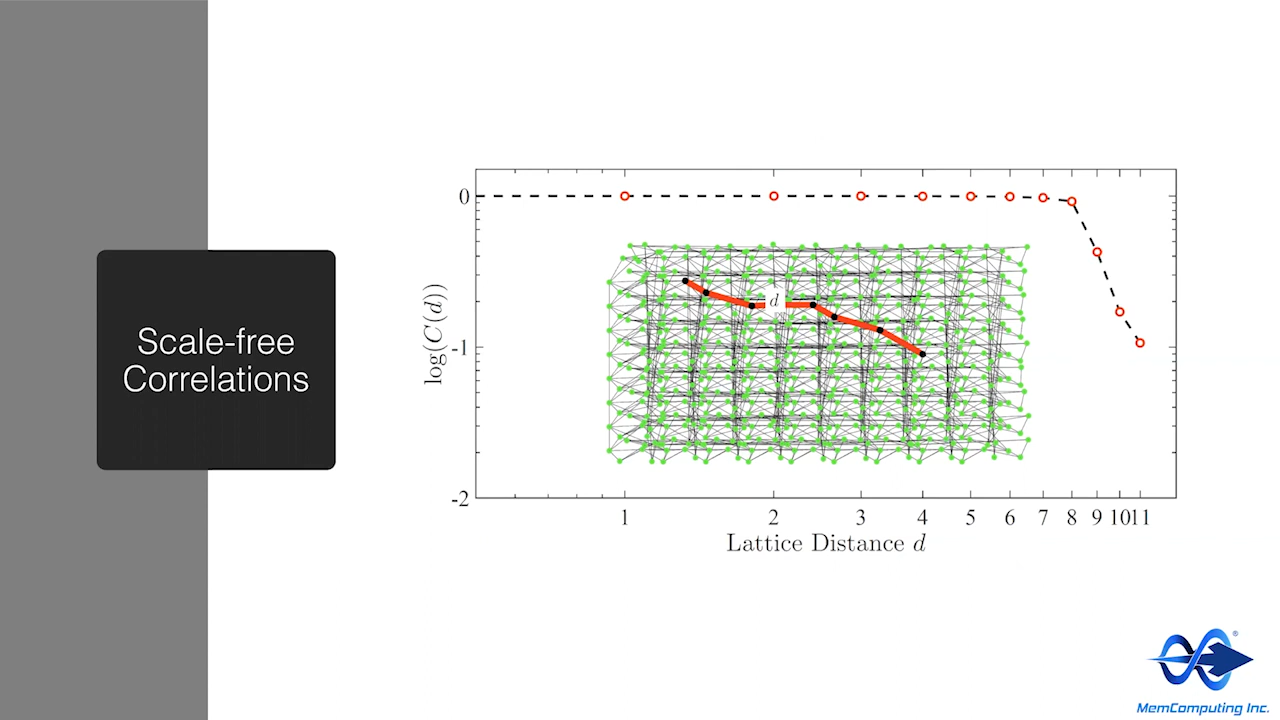 Scale-free
Correlations
log(C(d))
0
-1
-2
d
1 2 3 4 5 6 7 8 9 10 11
Lattice Distance d
®
MemComputing Inc.